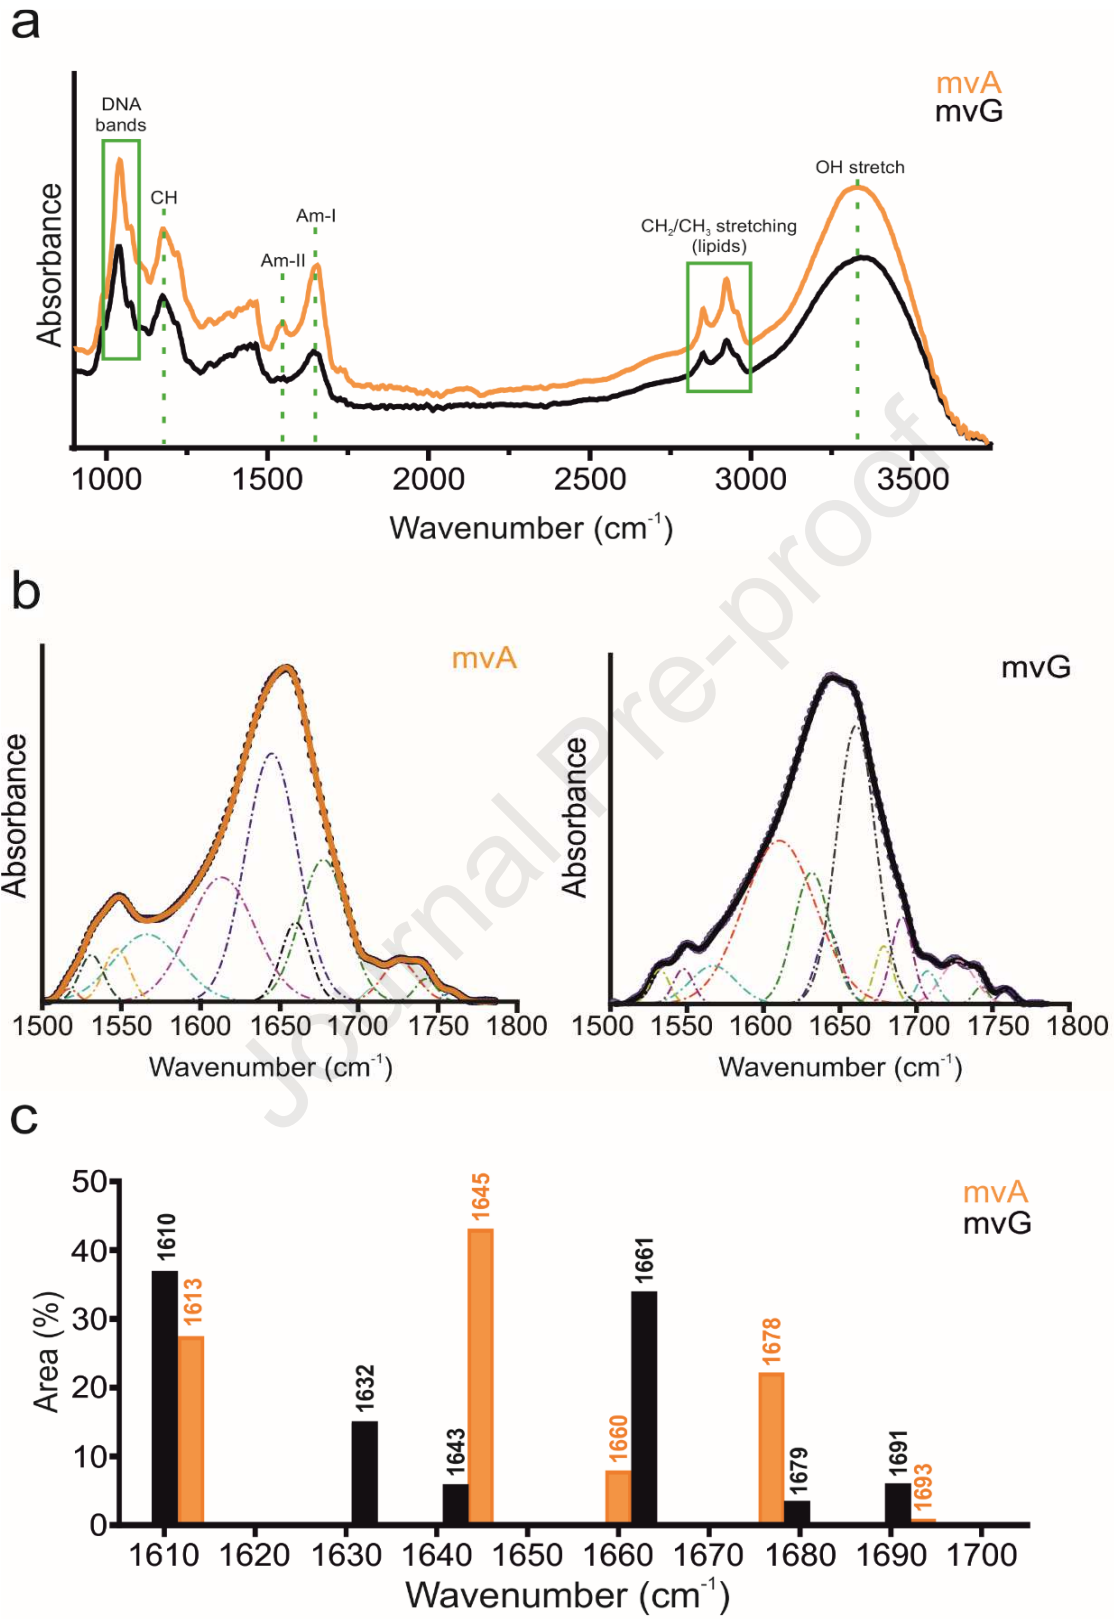 a
mvA
mvG
DNA
bands
CH
Am-II
Am-I
CH₂/CH₃ stretching
(lipids)
OH stretch
Absorbance
1000 1500 2000 2500 3000 3500
Wavenumber (cm⁻¹)
Journal Pre-proof
b
mvA
Absorbance
1500 1550 1600 1650 1700 1750 1800
Wavenumber (cm⁻¹)
mvG
Absorbance
1500 1550 1600 1650 1700 1750 1800
Wavenumber (cm⁻¹)
c
mvA
mvG
Area (%)
50
40
30
20
10
0
1610
1613
1632
1643
1645
1660
1661
1678
1679
1691
1693
1610 1620 1630 1640 1650 1660 1670 1680 1690 1700
Wavenumber (cm⁻¹)